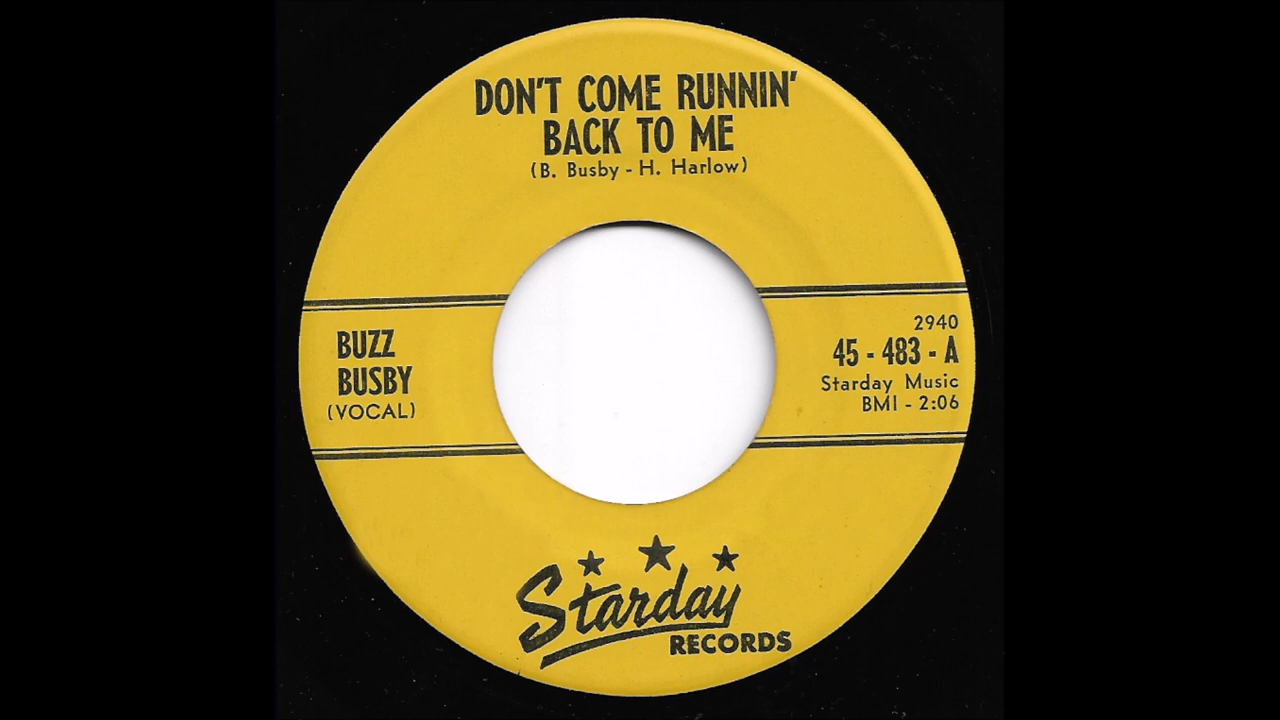 DON'T COME RUNNIN'
BACK TO ME
(B. Busby - H. Harlow)
BUZZ
BUSBY
(VOCAL)
2940
45 - 483 - A
Starday Music
BMI - 2:06
Starday
RECORDS